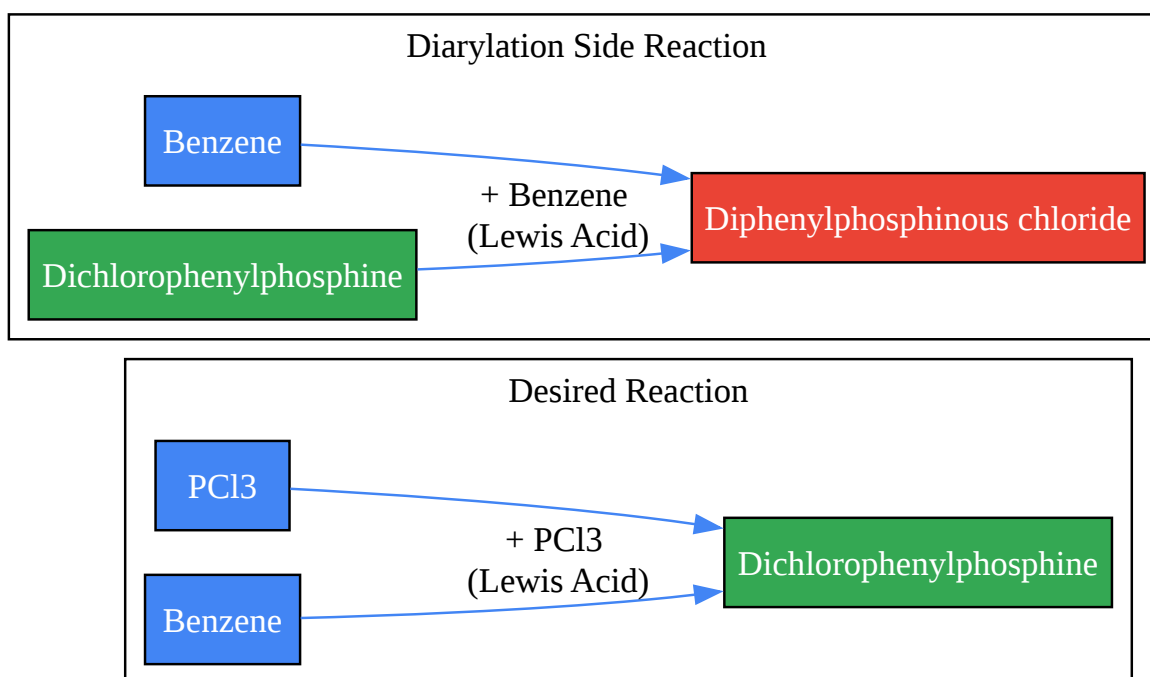 Diarylation Side Reaction
Benzene
+ Benzene
(Lewis Acid)
Diphenylphosphinous chloride
Dichlorophenylphosphine
Desired Reaction
PCl3
+ PCl3
(Lewis Acid)
Dichlorophenylphosphine
Benzene